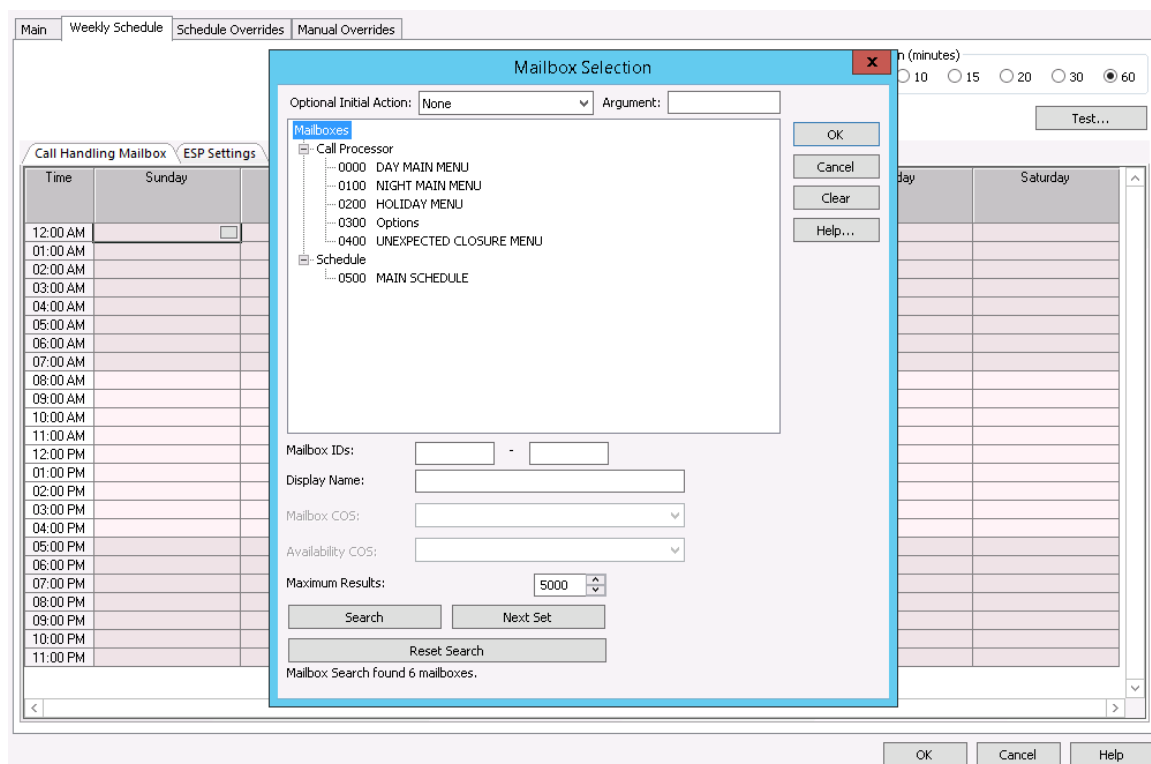 Main Weekly Schedule Schedule Overrides Manual Overrides
n (minutes)
10 15 20 30 60
Test...
Call Handling Mailbox ESP Settings
Time Sunday day Saturday
12:00 AM
01:00 AM
02:00 AM
03:00 AM
04:00 AM
05:00 AM
06:00 AM
07:00 AM
08:00 AM
09:00 AM
10:00 AM
11:00 AM
12:00 PM
01:00 PM
02:00 PM
03:00 PM
04:00 PM
05:00 PM
06:00 PM
07:00 PM
08:00 PM
09:00 PM
10:00 PM
11:00 PM
Mailbox Selection
x
Optional Initial Action: None Argument:
Mailboxes
Call Processor
0000 DAY MAIN MENU
0100 NIGHT MAIN MENU
0200 HOLIDAY MENU
0300 Options
0400 UNEXPECTED CLOSURE MENU
Schedule
0500 MAIN SCHEDULE
OK
Cancel
Clear
Help...
Mailbox IDs: -
Display Name:
Mailbox COS:
Availability COS:
Maximum Results: 5000
Search Next Set
Reset Search
Mailbox Search found 6 mailboxes.
OK Cancel Help